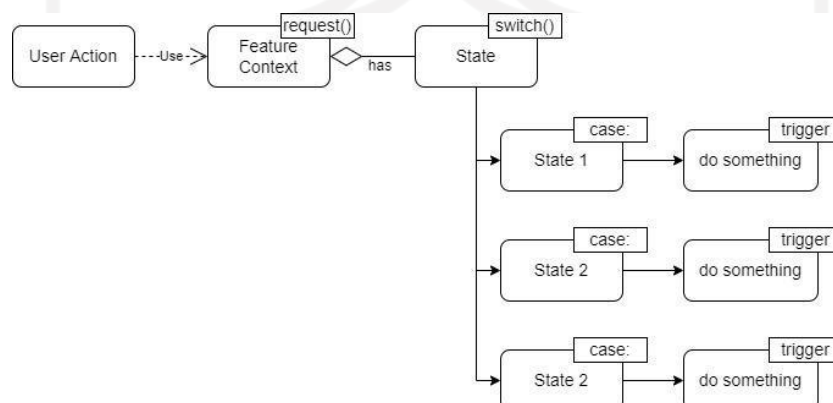 request()
switch()
User Action
Use
Feature
Context
has
State
case:
trigger
State 1
do something
case:
trigger
State 2
do something
case:
trigger
State 2
do something